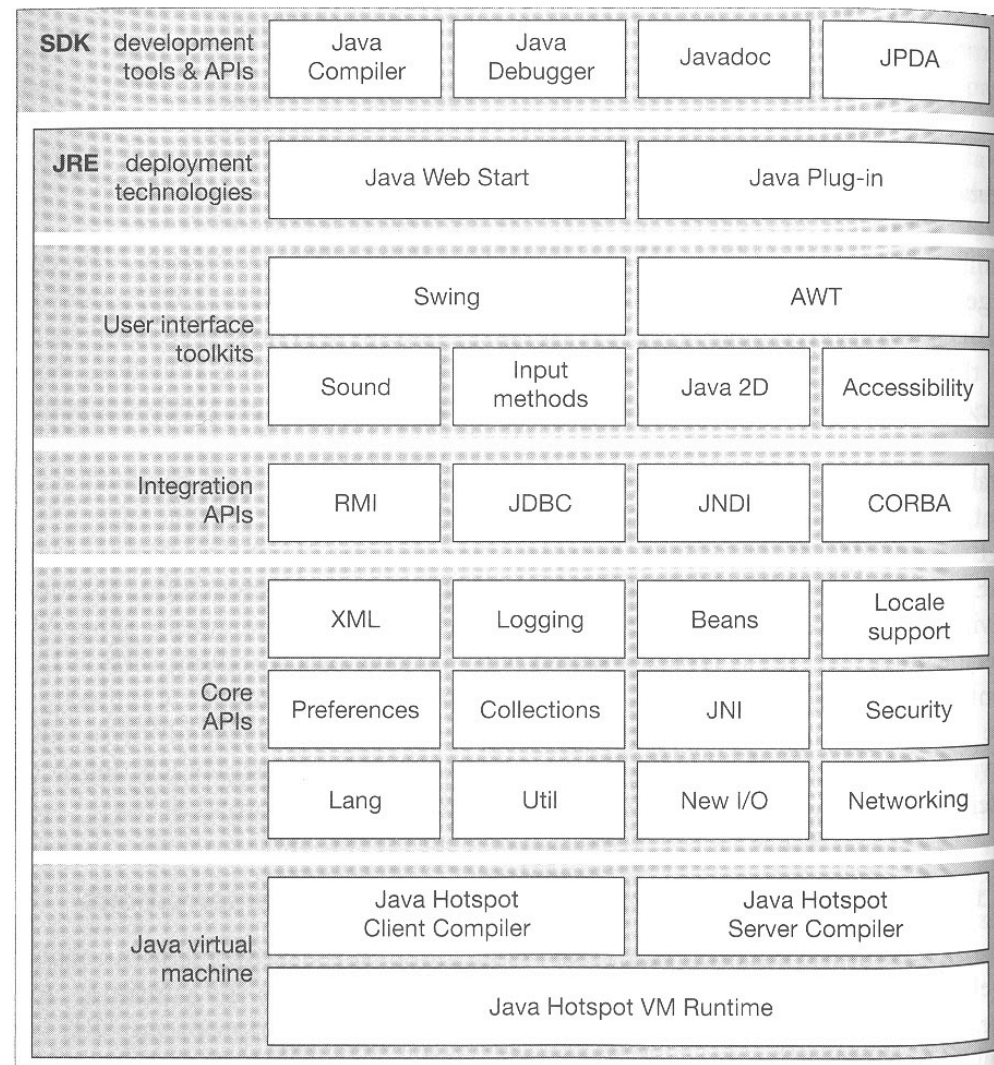 SDK development
tools & APIs
Java
Compiler
Java
Debugger
Javadoc
JPDA
JRE deployment
technologies
Java Web Start
Java Plug-in
User interface
toolkits
Swing
AWT
Sound
Input
methods
Java 2D
Accessibility
Integration
APIs
RMI
JDBC
JNDI
CORBA
Core
APIs
XML
Logging
Beans
Locale
support
Preferences
Collections
JNI
Security
Lang
Util
New I/O
Networking
Java virtual
machine
Java Hotspot
Client Compiler
Java Hotspot
Server Compiler
Java Hotspot VM Runtime